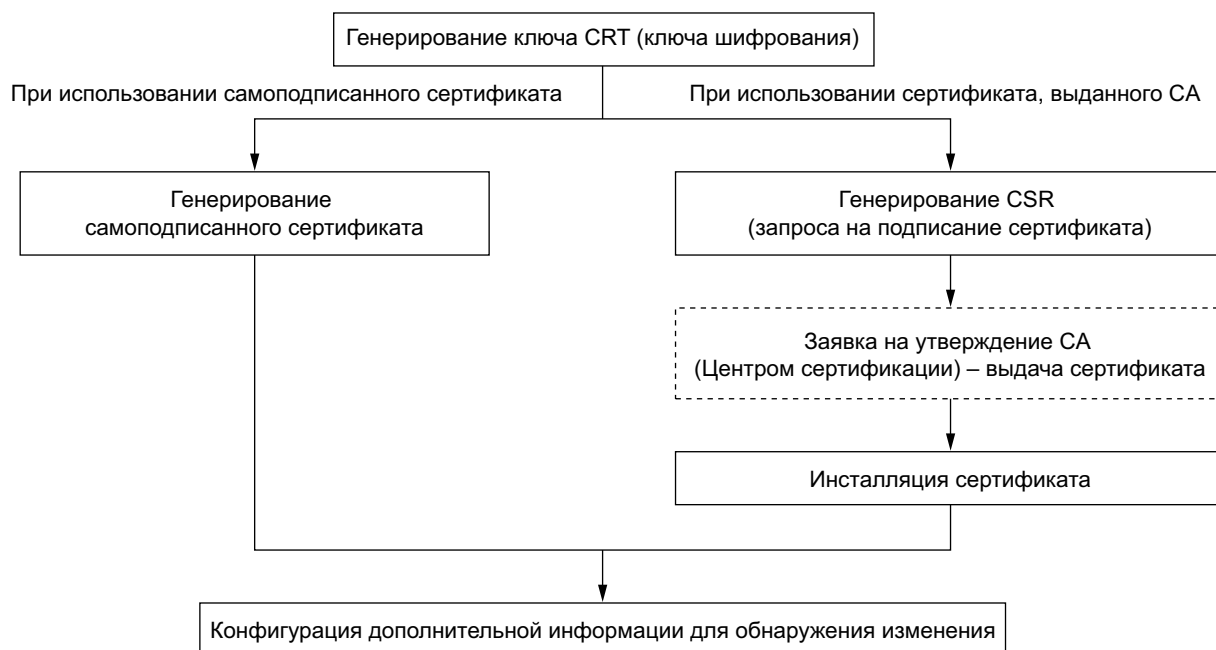 Генерирование ключа CRT (ключа шифрования)
При использовании самоподписанного сертификата
При использовании сертификата, выданного CA
Генерирование
самоподписанного сертификата
Генерирование CSR
(запроса на подписание сертификата)
Заявка на утверждение CA
(Центром сертификации) – выдача сертификата
Инсталляция сертификата
Конфигурация дополнительной информации для обнаружения изменения